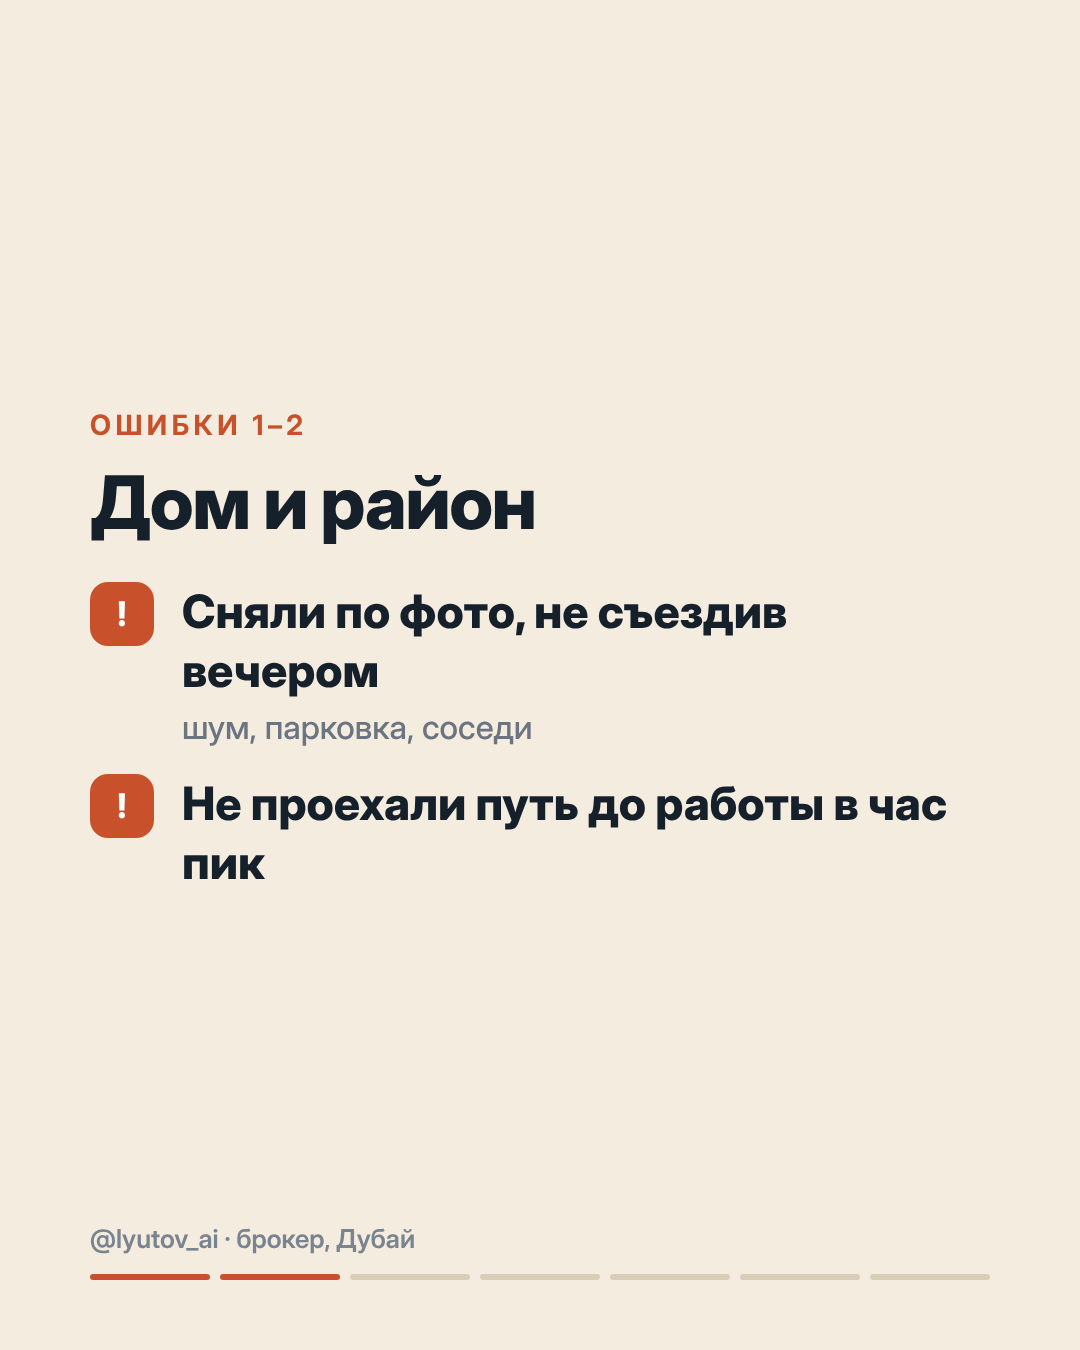 ОШИБКИ 1–2
Дом и район
! Сняли по фото, не съездив
вечером
шум, парковка, соседи
! Не проехали путь до работы в час
пик
@lyutov_ai · брокер, Дубай